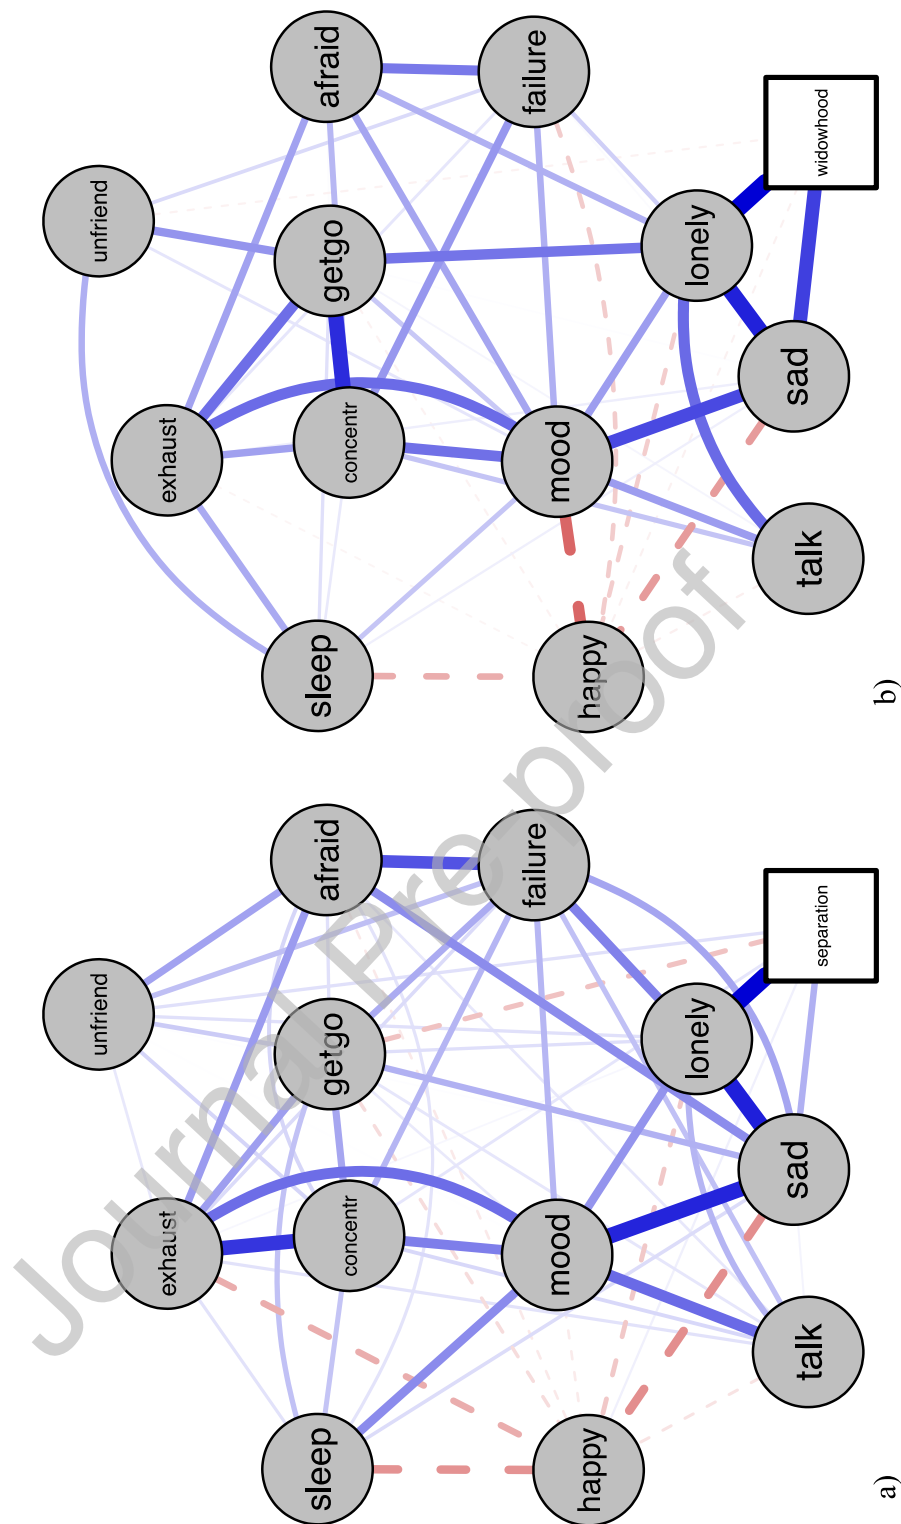 unfriend
afraid
failure
exhaust
getgo
concentr
lonely
widowhood
sleep
mood
sad
happy
talk
b)
unfriend
afraid
failure
exhaust
getgo
concentr
lonely
separation
sleep
mood
sad
happy
talk
a)
Journal Pre-proof